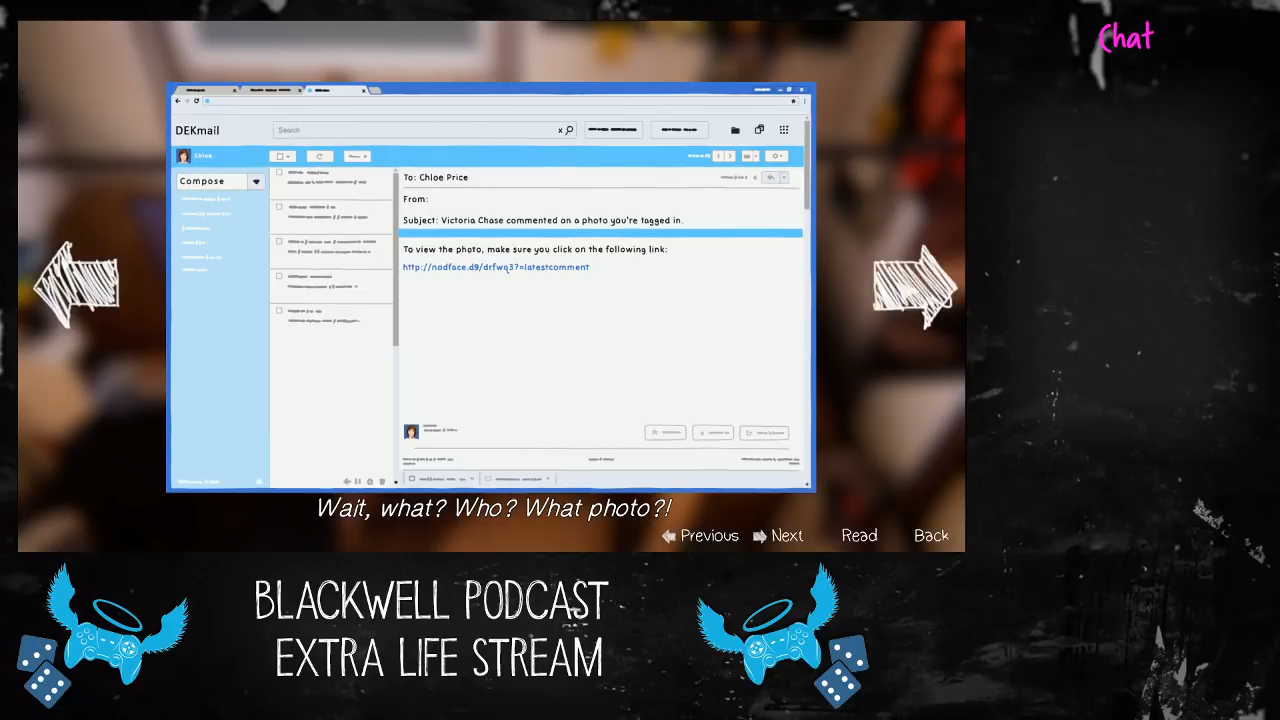 Chat
DEKmail
Search
x
Chloe
Compose
To: Chloe Price
From:
Subject: Victoria Chase commented on a photo you're tagged in.
To view the photo, make sure you click on the following link:
http://nodface.d9/drfwq3?=latestcomment
Wait, what? Who? What photo?!
Previous
Next
Read
Back
BLACKWELL PODCAST
EXTRA LIFE STREAM